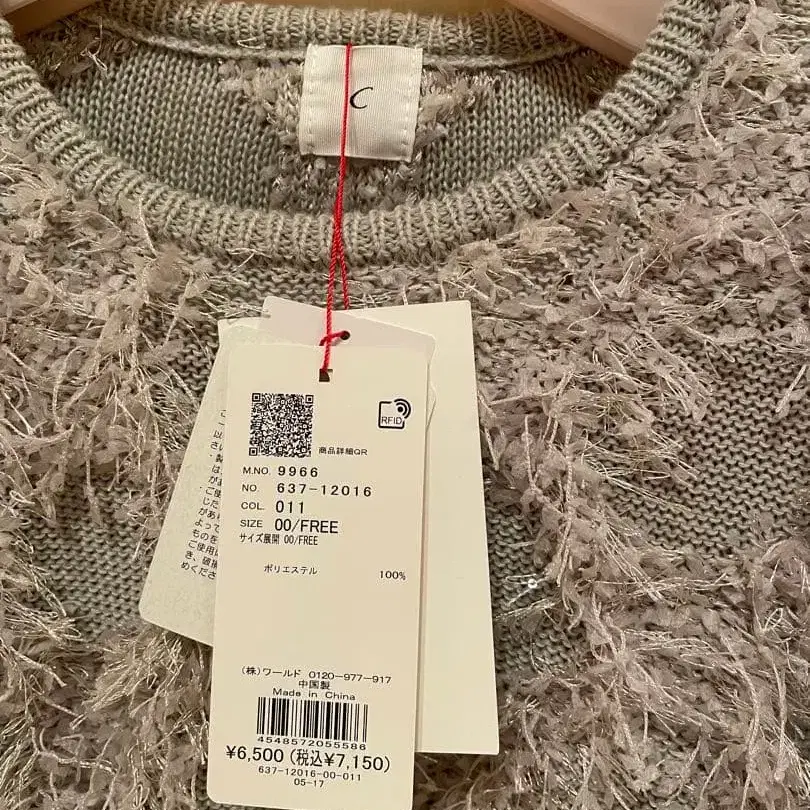 C
RFID
商品詳細QR
M.NO. 9966
NO. 637-12016
COL. 011
SIZE 00/FREE
サイズ展開 00/FREE
ポリエステル 100%
(株)ワールド 0120-977-917
中国製
Made in China
4548572055586
¥6,500(税込¥7,150)
637-12016-00-011
05-17